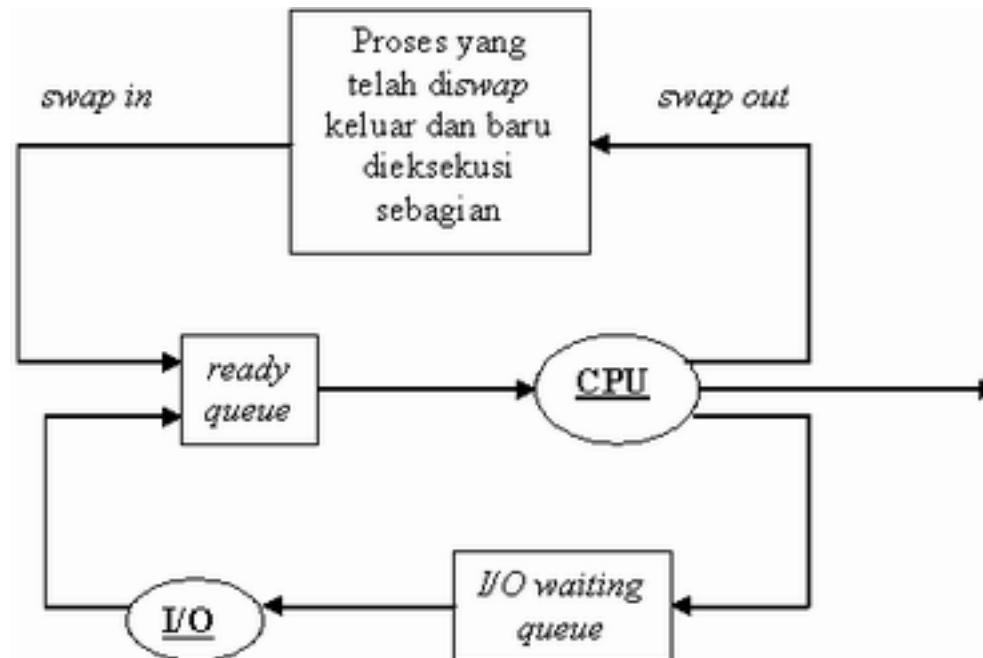 Proses yang
telah diswap
keluar dan baru
dieksekusi
sebagian
swap in
swap out
ready
queue
CPU
I/O waiting
queue
I/O